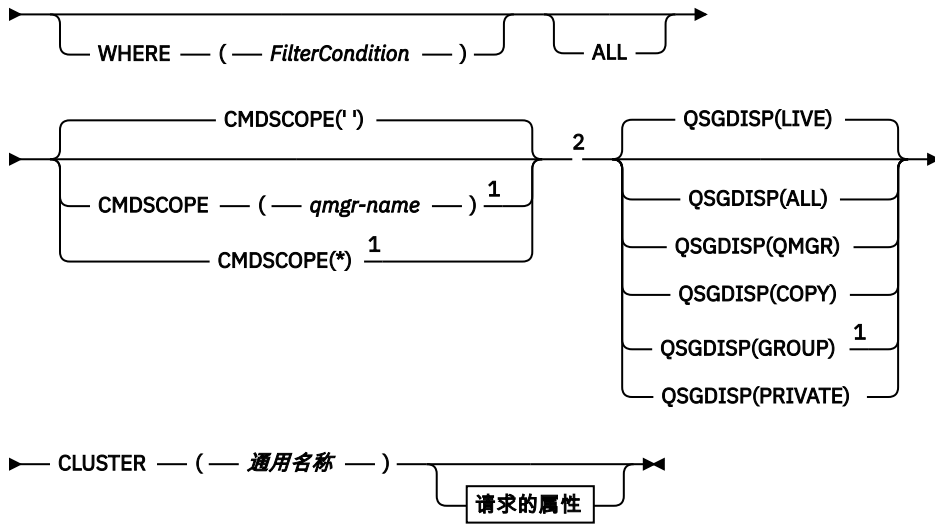 WHERE ( FilterCondition ) ALL
CMDSCOPE(' ') 2 QSGDISP(LIVE)
CMDSCOPE ( qmgr-name ) 1 QSGDISP(ALL)
CMDSCOPE(*) 1 QSGDISP(QMGR)
QSGDISP(COPY)
QSGDISP(GROUP) 1
QSGDISP(PRIVATE)
CLUSTER ( 通用名称 )
请求的属性